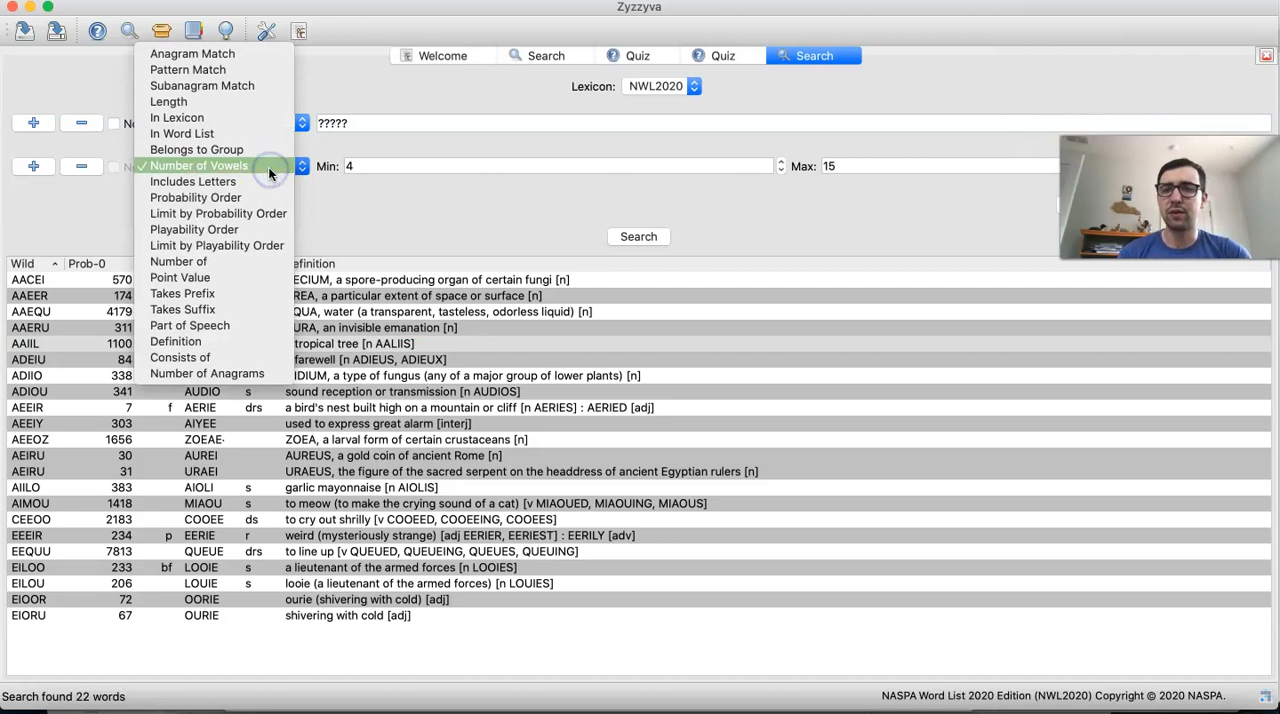 Zyzzyva
Welcome Search Quiz Quiz Search
Lexicon: NWL2020
Anagram Match
Pattern Match
Subanagram Match
Length
In Lexicon
In Word List
Belongs to Group
✓ Number of Vowels
Includes Letters
Probability Order
Limit by Probability Order
Playability Order
Limit by Playability Order
Number of
Point Value
Takes Prefix
Takes Suffix
Part of Speech
Definition
Consists of
Number of Anagrams
?????
Min: 4 Max: 15
Search
Wild Prob-0 efinition
AACEI 570 ECIUM, a spore-producing organ of certain fungi [n]
AAEER 174 REA, a particular extent of space or surface [n]
AAEQU 4179 QUA, water (a transparent, tasteless, odorless liquid) [n]
AAERU 311 URA, an invisible emanation [n]
AAIIL 1100 tropical tree [n AALIIS]
ADEIU 84 farewell [n ADIEUS, ADIEUX]
ADIIO 338 IDIUM, a type of fungus (any of a major group of lower plants) [n]
ADIOU 341 AUDIO s sound reception or transmission [n AUDIOS]
AEEIR 7 f AERIE drs a bird's nest built high on a mountain or cliff [n AERIES] : AERIED [adj]
AEEIY 303 AIYEE used to express great alarm [interj]
AEEOZ 1656 ZOEAE· ZOEA, a larval form of certain crustaceans [n]
AEIRU 30 AUREI AUREUS, a gold coin of ancient Rome [n]
AEIRU 31 URAEI URAEUS, the figure of the sacred serpent on the headdress of ancient Egyptian rulers [n]
AIILO 383 AIOLI s garlic mayonnaise [n AIOLIS]
AIMOU 1418 MIAOU s to meow (to make the crying sound of a cat) [v MIAOUED, MIAOUING, MIAOUS]
CEEOO 2183 COOEE ds to cry out shrilly [v COOEED, COOEEING, COOEES]
EEEIR 234 p EERIE r weird (mysteriously strange) [adj EERIER, EERIEST] : EERILY [adv]
EEQUU 7813 QUEUE drs to line up [v QUEUED, QUEUEING, QUEUES, QUEUING]
EILOO 233 bf LOOIE s a lieutenant of the armed forces [n LOOIES]
EILOU 206 LOUIE s looie (a lieutenant of the armed forces) [n LOUIES]
EIOOR 72 OORIE ourie (shivering with cold) [adj]
EIORU 67 OURIE shivering with cold [adj]
Search found 22 words NASPA Word List 2020 Edition (NWL2020) Copyright © 2020 NASPA.